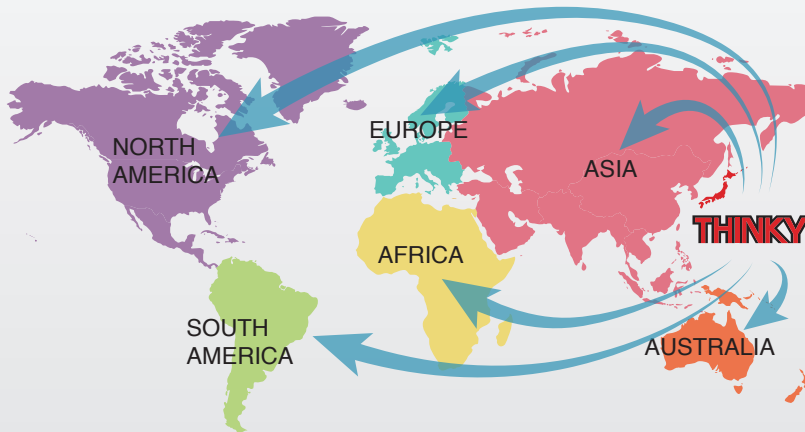 NORTH
AMERICA
EUROPE
ASIA
THINKY
AFRICA
SOUTH
AMERICA
AUSTRALIA